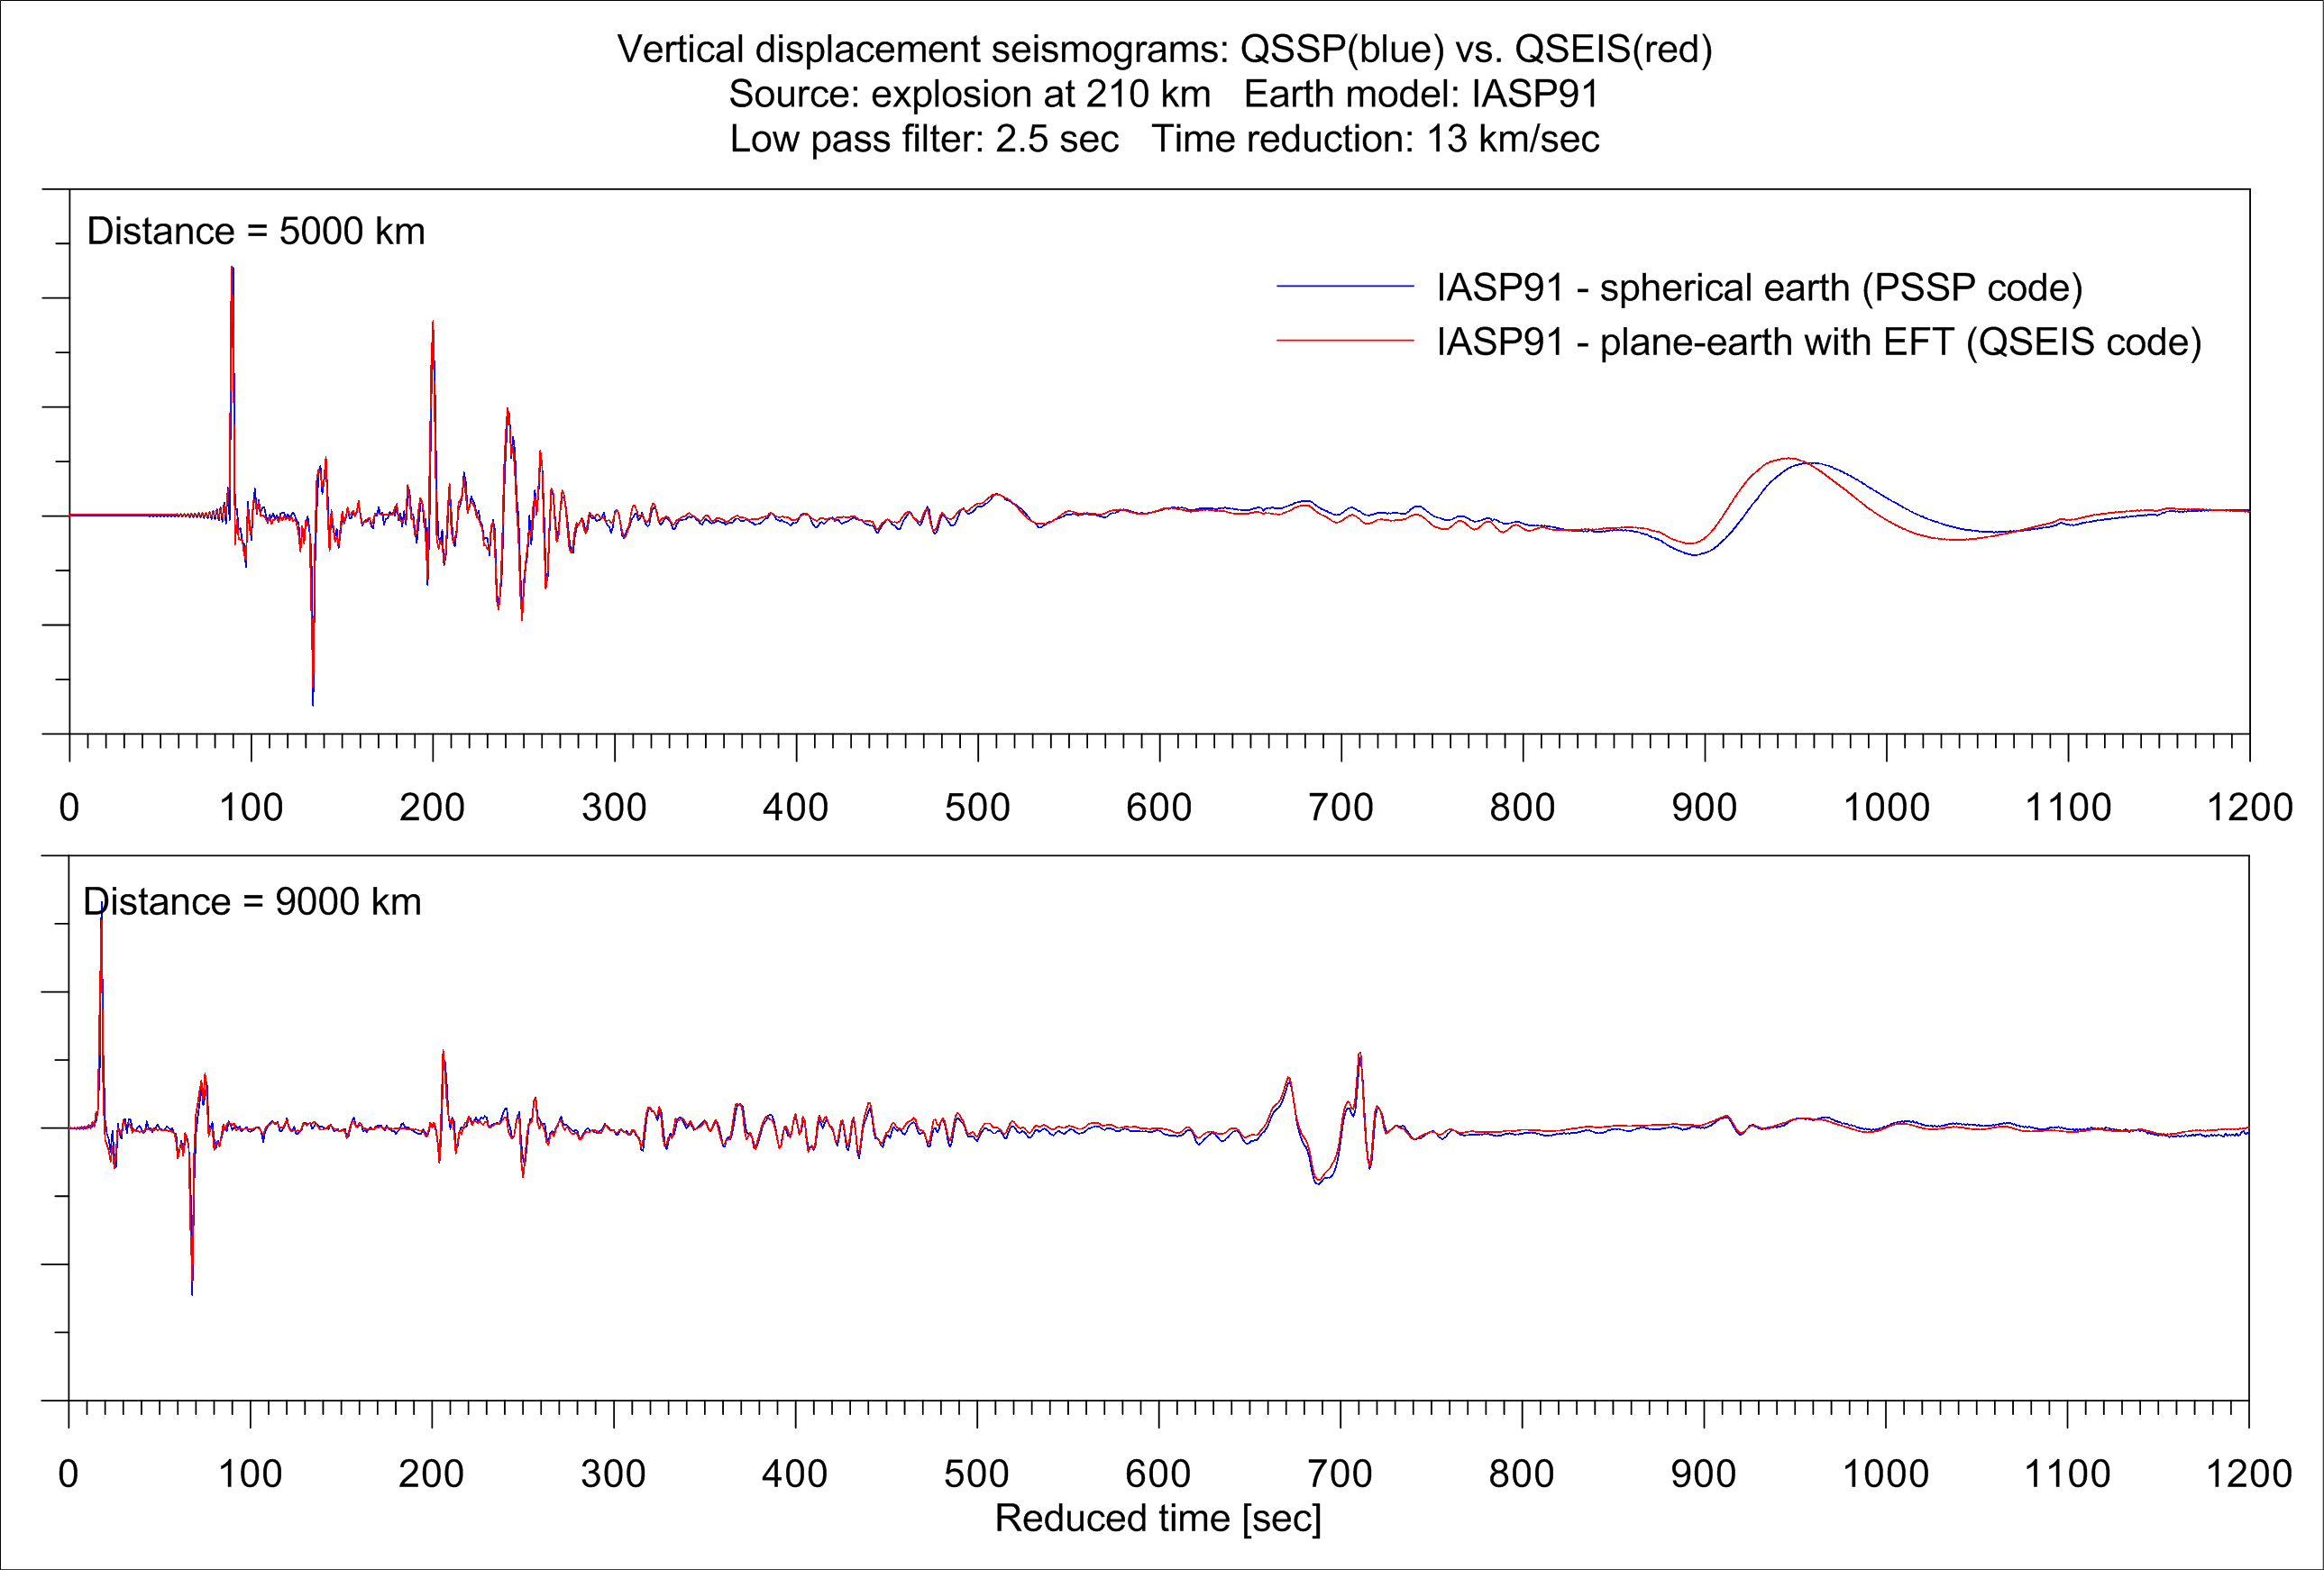 Vertical displacement seismograms: QSSP(blue) vs. QSEIS(red)
Source: explosion at 210 km   Earth model: IASP91
Low pass filter: 2.5 sec   Time reduction: 13 km/sec
Distance = 5000 km
IASP91 - spherical earth (PSSP code)
IASP91 - plane-earth with EFT (QSEIS code)
0 100 200 300 400 500 600 700 800 900 1000 1100 1200
Distance = 9000 km
0 100 200 300 400 500 600 700 800 900 1000 1100 1200
Reduced time [sec]